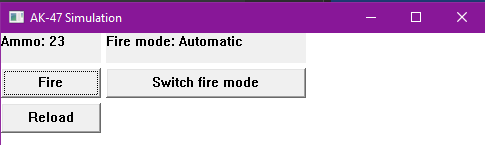 AK-47 Simulation
Ammo: 23 Fire mode: Automatic
Fire Switch fire mode
Reload